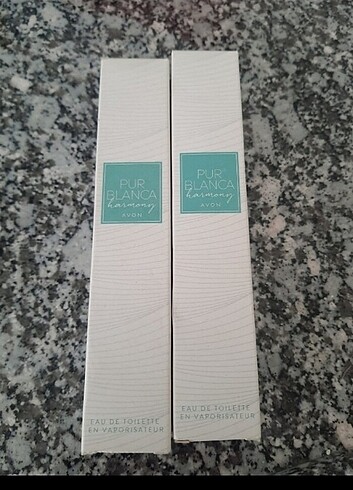 PUR
BLANCA
harmony
AVON
EAU DE TOILETTE
EN VAPORISATEUR
PUR
BLANCA
harmony
AVON
EAU DE TOILETTE
EN VAPORISATEUR